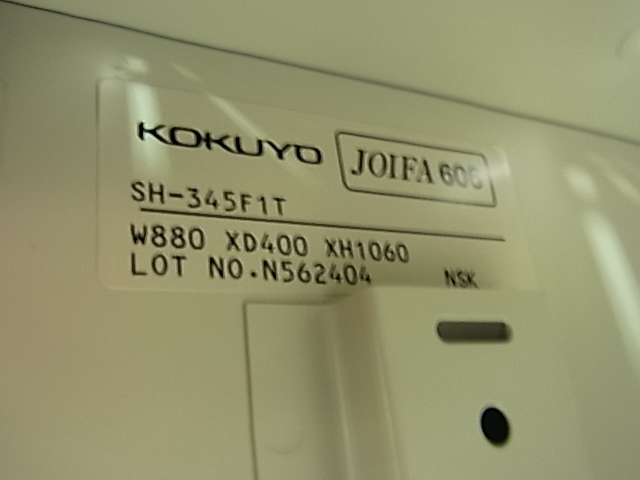 KOKUYO JOIFA 606
SH-345F1T
W880 XD400 XH1060
LOT NO.N562404 NSK